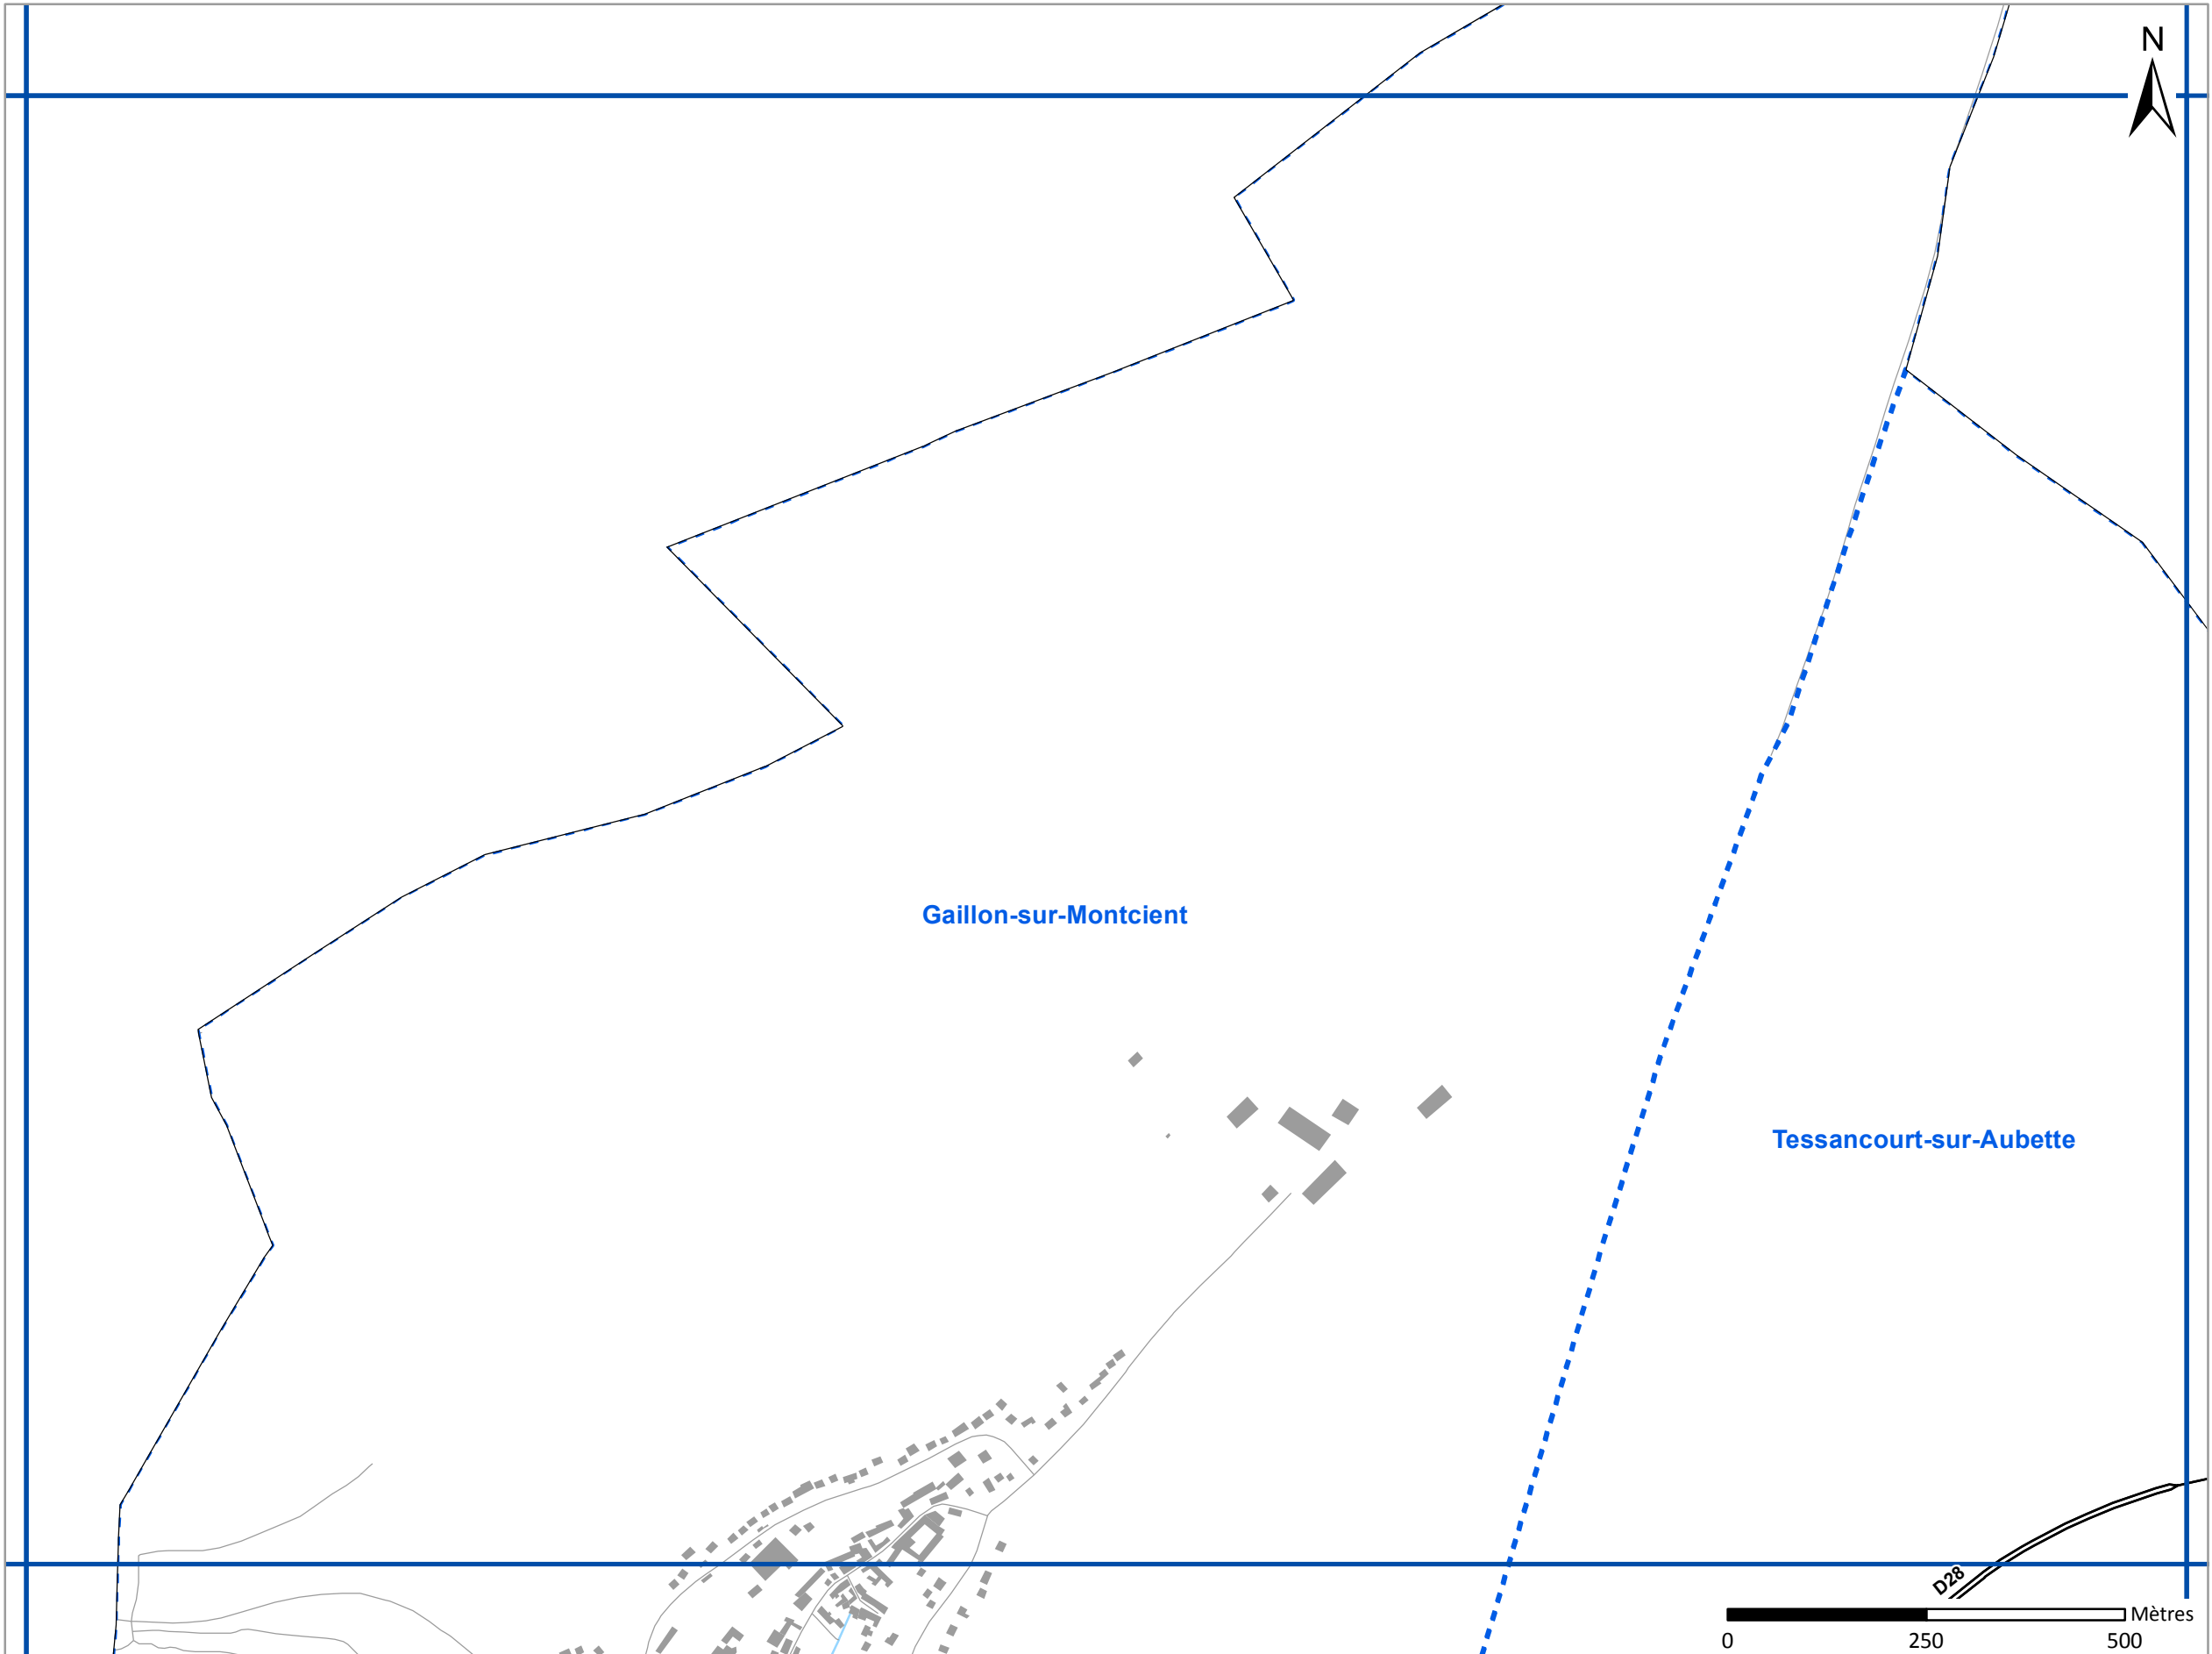 N
Gaillon-sur-Montcient
Tessancourt-sur-Aubette
D28
Mètres
0 250 500